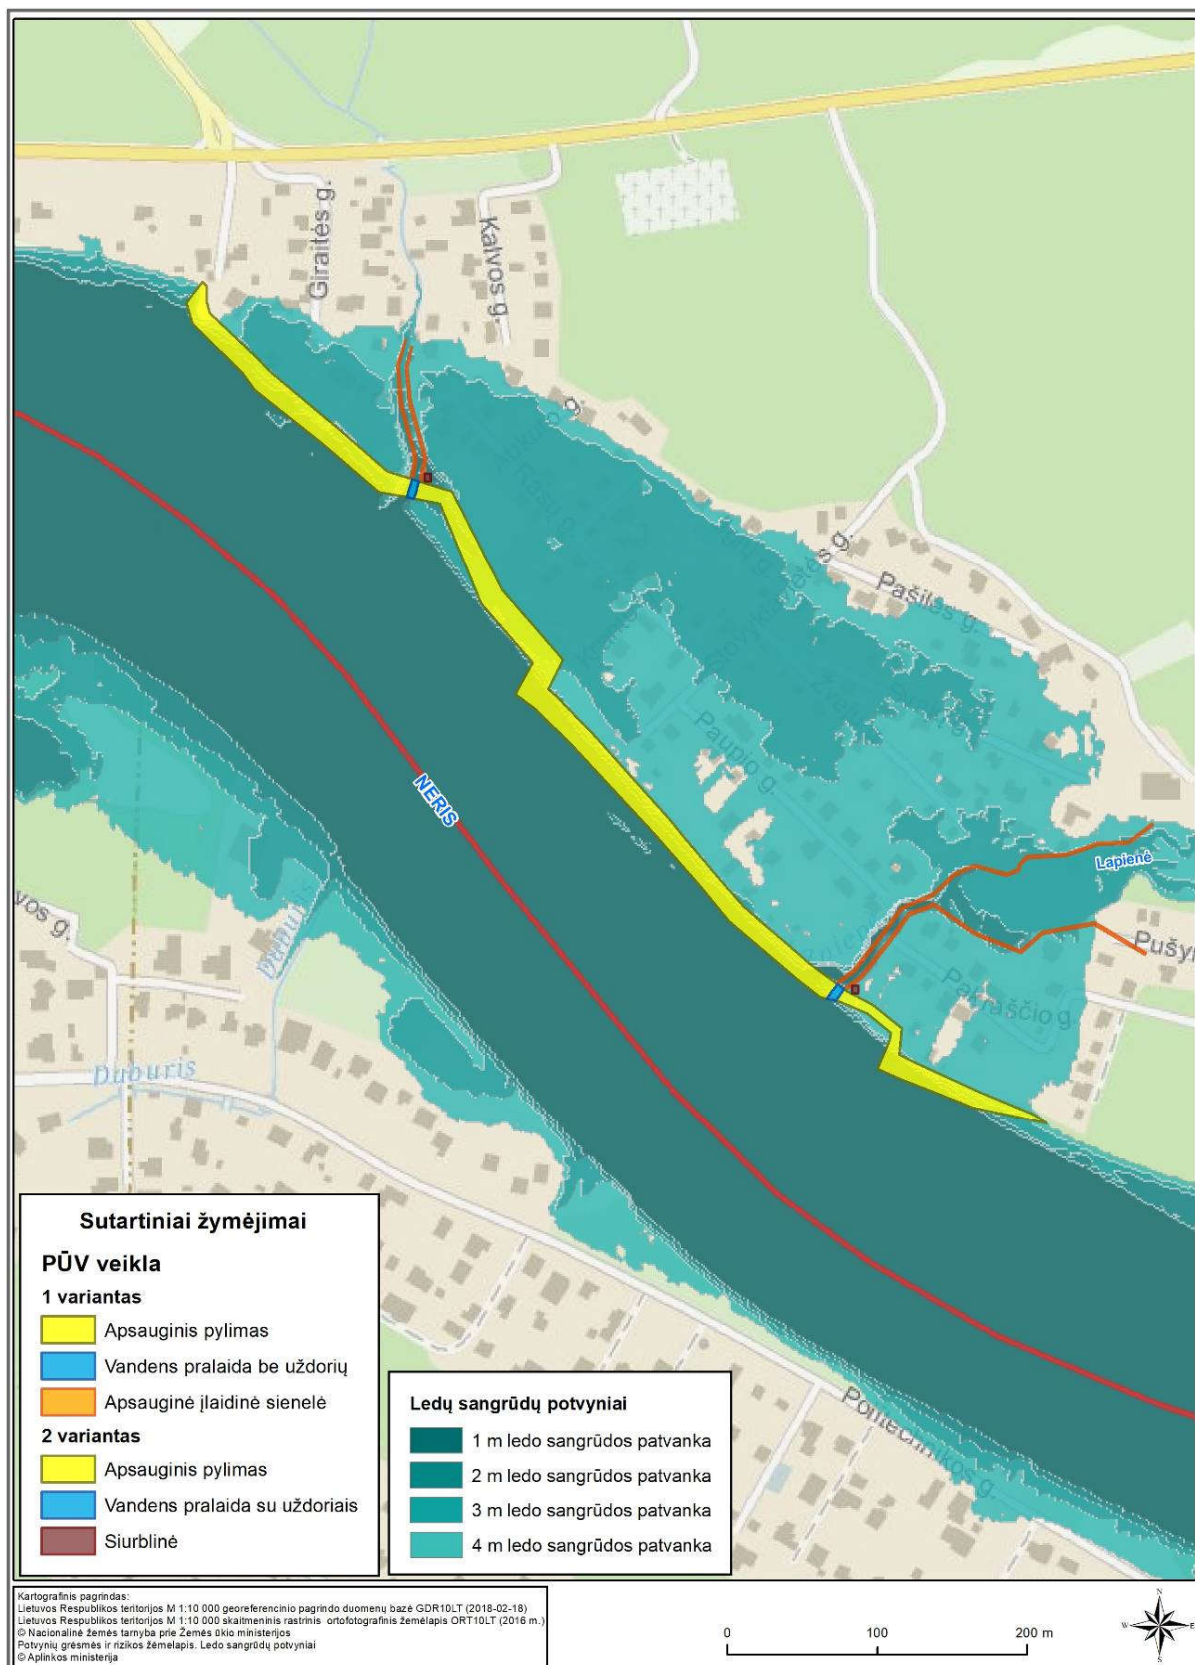 Giraitės g.
Kalvos g.
Pašilės g.
Paupio g.
NERIS
Lapienė
vos g.
Duburis
Pušyn
Duburis
Politechnikos g.
Sutartiniai žymėjimai
PŪV veikla
1 variantas
Apsauginis pylimas
Vandens pralaida be uždorių
Apsauginė įlaidinė sienelė
2 variantas
Apsauginis pylimas
Vandens pralaida su uždoriais
Siurblinė
Ledų sangrūdų potvyniai
1 m ledo sangrūdos patvanka
2 m ledo sangrūdos patvanka
3 m ledo sangrūdos patvanka
4 m ledo sangrūdos patvanka
Kartografinis pagrindas:
Lietuvos Respublikos teritorijos M 1:10 000 georeferencinio pagrindo duomenų bazė GDR10LT (2018-02-18)
Lietuvos Respublikos teritorijos M 1:10 000 skaitmeninis rastrinis ortofotografinis žemėlapis ORT10LT (2016 m.)
© Nacionalinė žemės tarnyba prie Žemės ūkio ministerijos
Potvynių grėsmės ir rizikos žemėlapis. Ledo sangrūdų potvyniai
© Aplinkos ministerija
0 100 200 m
N
W E
S